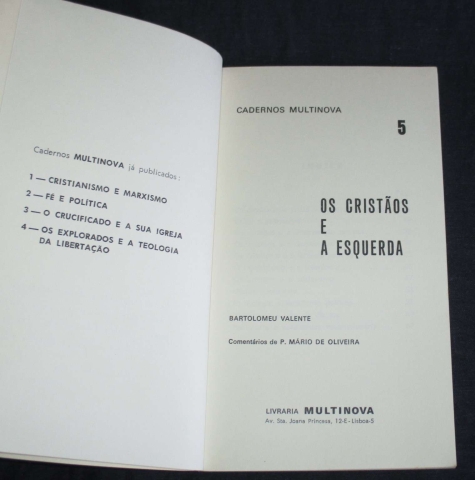 Cadernos MULTINOVA já publicados:
1 — CRISTIANISMO E MARXISMO
2 — FÉ E POLÍTICA
3 — O CRUCIFICADO E A SUA IGREJA
4 — OS EXPLORADOS E A TEOLOGIA
DA LIBERTAÇÃO
CADERNOS MULTINOVA
5
OS CRISTÃOS
E
A ESQUERDA
BARTOLOMEU VALENTE
Comentários de P. MÁRIO DE OLIVEIRA
LIVRARIA MULTINOVA
Av. Sta. Joana Princesa, 12-E - Lisboa-5